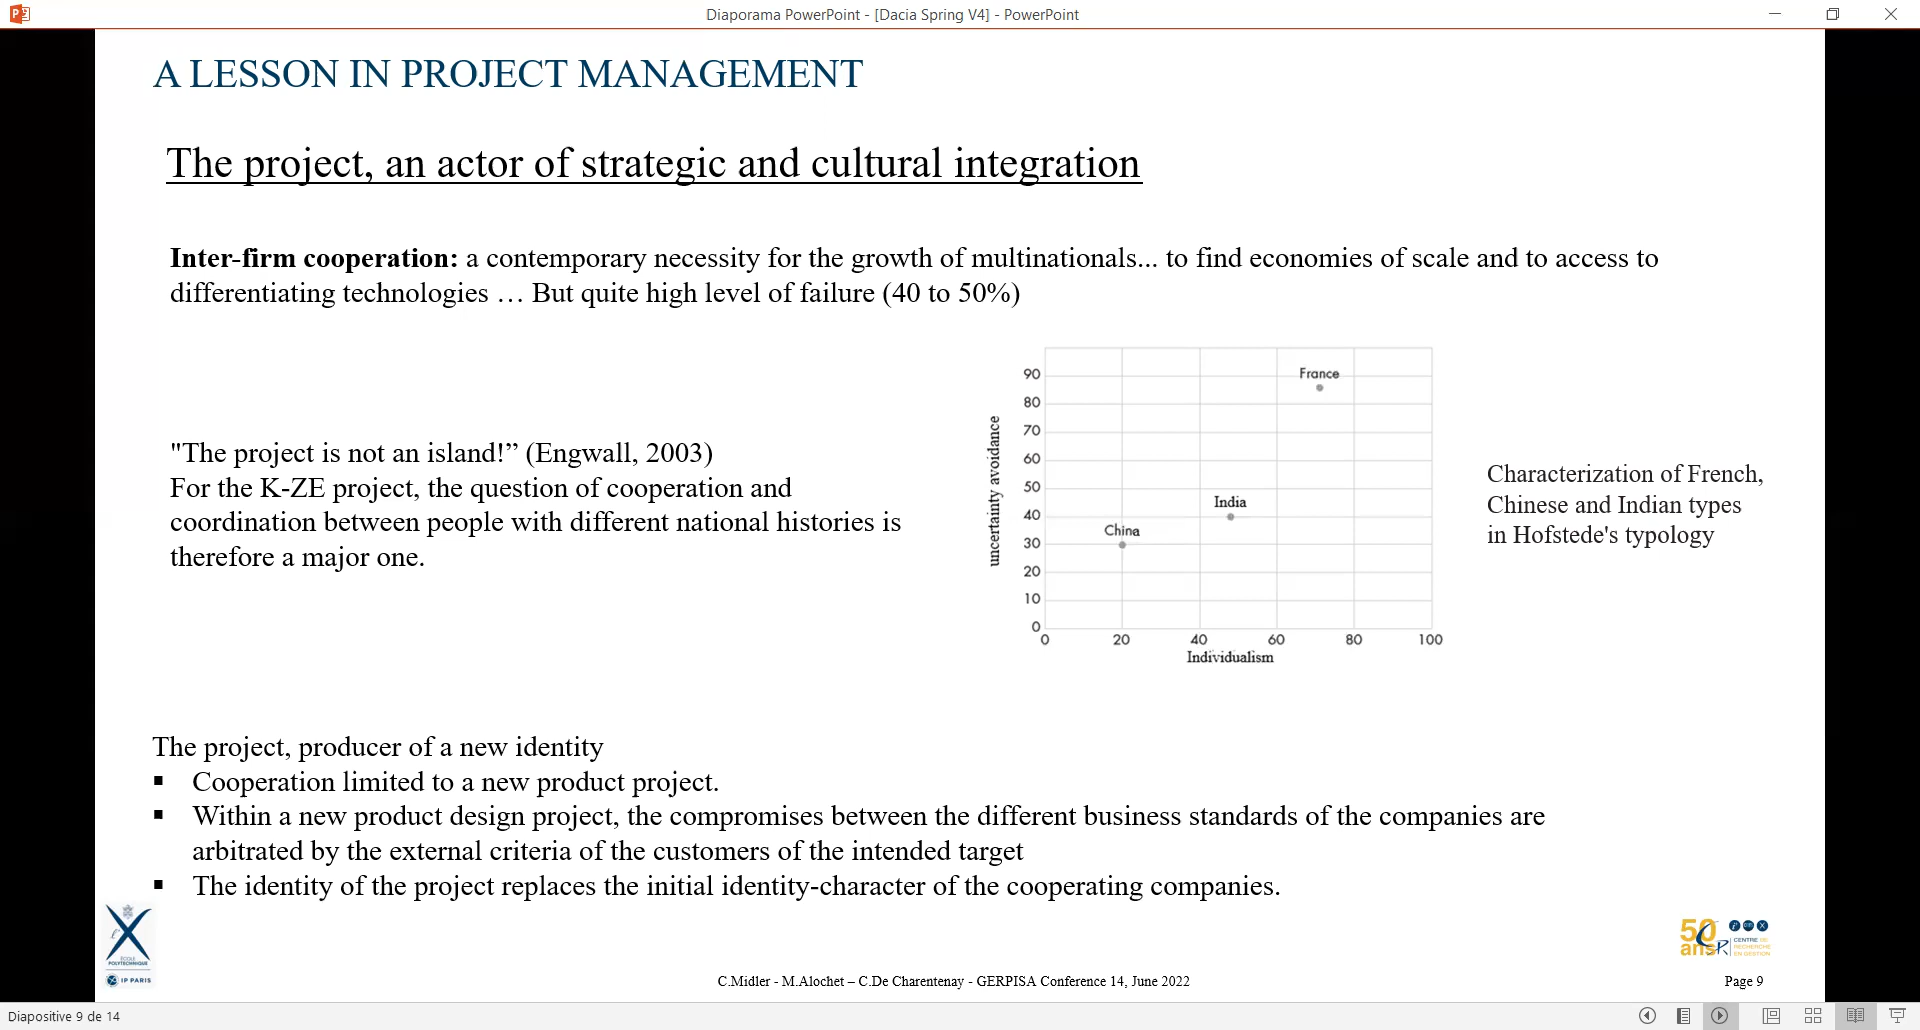 Diaporama PowerPoint - [Dacia Spring V4] - PowerPoint
A LESSON IN PROJECT MANAGEMENT
The project, an actor of strategic and cultural integration
Inter-firm cooperation: a contemporary necessity for the growth of multinationals... to find economies of scale and to access to
differentiating technologies … But quite high level of failure (40 to 50%)
"The project is not an island!” (Engwall, 2003)
For the K-ZE project, the question of cooperation and
coordination between people with different national histories is
therefore a major one.
uncertainty avoidance
90
80
70
60
50
40
30
20
10
0
France
India
China
0 20 40 60 80 100
Individualism
Characterization of French,
Chinese and Indian types
in Hofstede's typology
The project, producer of a new identity
▪ Cooperation limited to a new product project.
▪ Within a new product design project, the compromises between the different business standards of the companies are
arbitrated by the external criteria of the customers of the intended target
▪ The identity of the project replaces the initial identity-character of the cooperating companies.
ÉCOLE
POLYTECHNIQUE
IP PARIS
50
ans
CENTRE DE
RECHERCHE
EN GESTION
C.Midler - M.Alochet – C.De Charentenay - GERPISA Conference 14, June 2022
Page 9
Diapositive 9 de 14